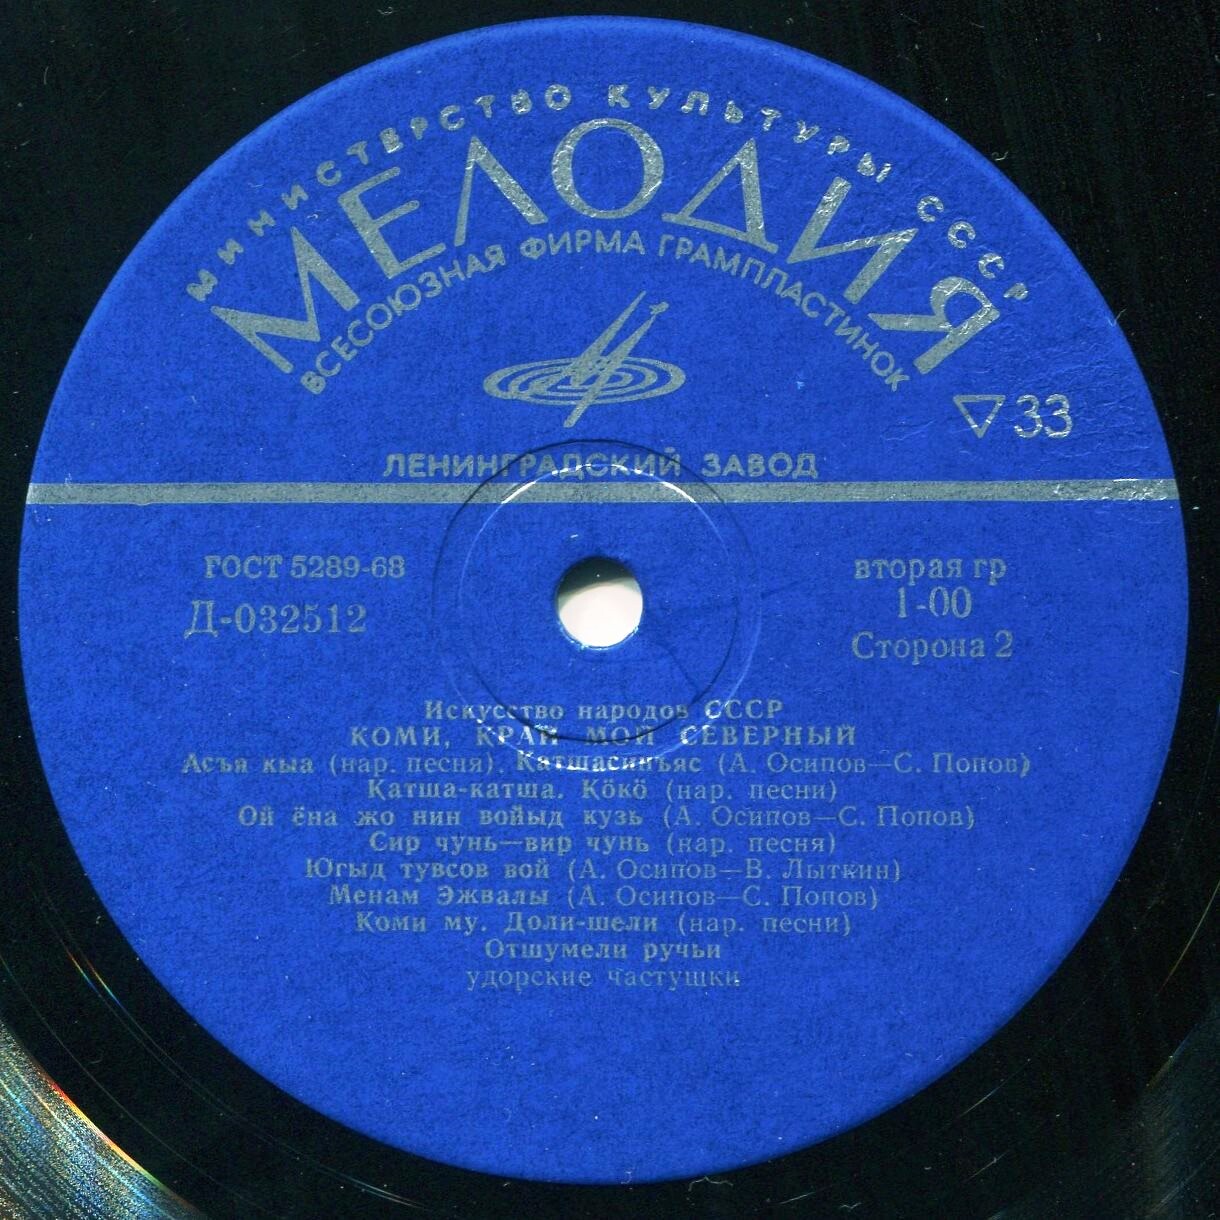 МИНИСТЕРСТВО КУЛЬТУРЫ СССР
МЕЛОДИЯ
ВСЕСОЮЗНАЯ ФИРМА ГРАМПЛАСТИНОК
33
ЛЕНИНГРАДСКИЙ ЗАВОД
ГОСТ 5289-68
Д-032512
вторая гр
1-00
Сторона 2
Искусство народов СССР
КОМИ, КРАЙ МОЙ СЕВЕРНЫЙ
Асъя кыа (нар. песня). Катшасинъяс (А. Осипов—С. Попов)
Катша-катша. Кӧкӧ (нар. песни)
Ой ёна жо нин войыд кузь (А. Осипов—С. Попов)
Сир чунь—вир чунь (нар. песня)
Югыд тувсов вой (А. Осипов—В. Лыткин)
Менам Эжвалы (А. Осипов—С. Попов)
Коми му. Доли-шели (нар. песни)
Отшумели ручьи
удорские частушки